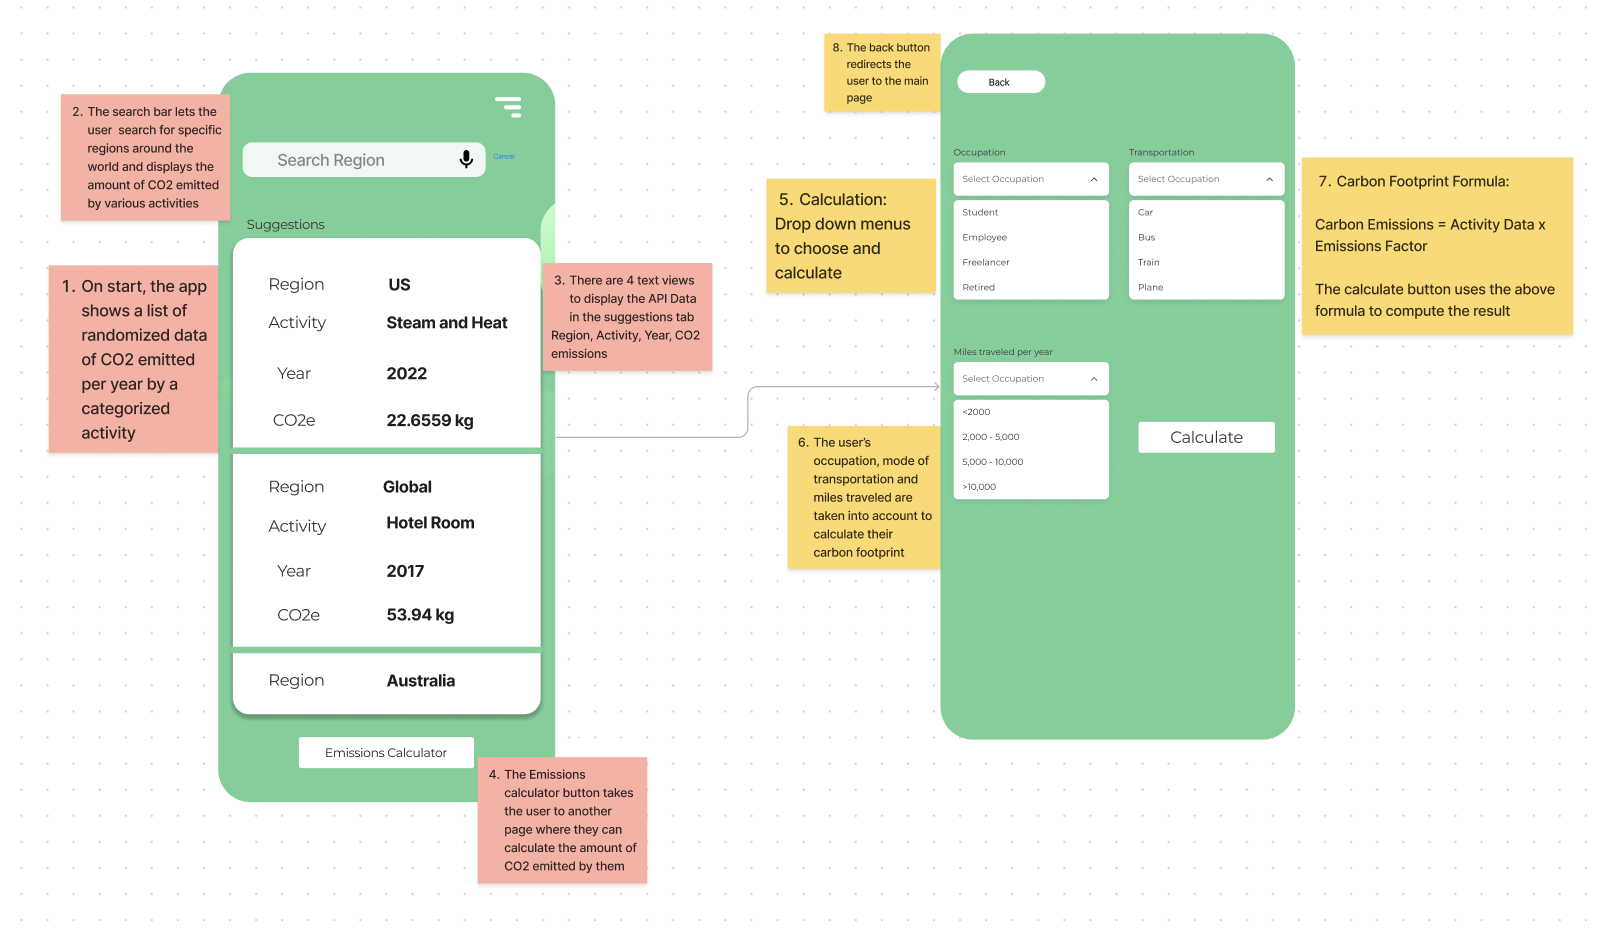 2. The search bar lets the
user search for specific
regions around the
world and displays the
amount of CO2 emitted
by various activities
1. On start, the app
shows a list of
randomized data
of CO2 emitted
per year by a
categorized
activity
Search Region
Cancel
Suggestions
Region US
Activity Steam and Heat
Year 2022
CO2e 22.6559 kg
Region Global
Activity Hotel Room
Year 2017
CO2e 53.94 kg
Region Australia
Emissions Calculator
3. There are 4 text views
to display the API Data
in the suggestions tab
Region, Activity, Year, CO2
emissions
4. The Emissions
calculator button takes
the user to another
page where they can
calculate the amount of
CO2 emitted by them
8. The back button
redirects the
user to the main
page
Back
5. Calculation:
Drop down menus
to choose and
calculate
Occupation
Select Occupation
Student
Employee
Freelancer
Retired
Transportation
Select Occupation
Car
Bus
Train
Plane
7. Carbon Footprint Formula:
Carbon Emissions = Activity Data x
Emissions Factor
The calculate button uses the above
formula to compute the result
6. The user's
occupation, mode of
transportation and
miles traveled are
taken into account to
calculate their
carbon footprint
Miles traveled per year
Select Occupation
<2000
2,000 - 5,000
5,000 - 10,000
>10,000
Calculate